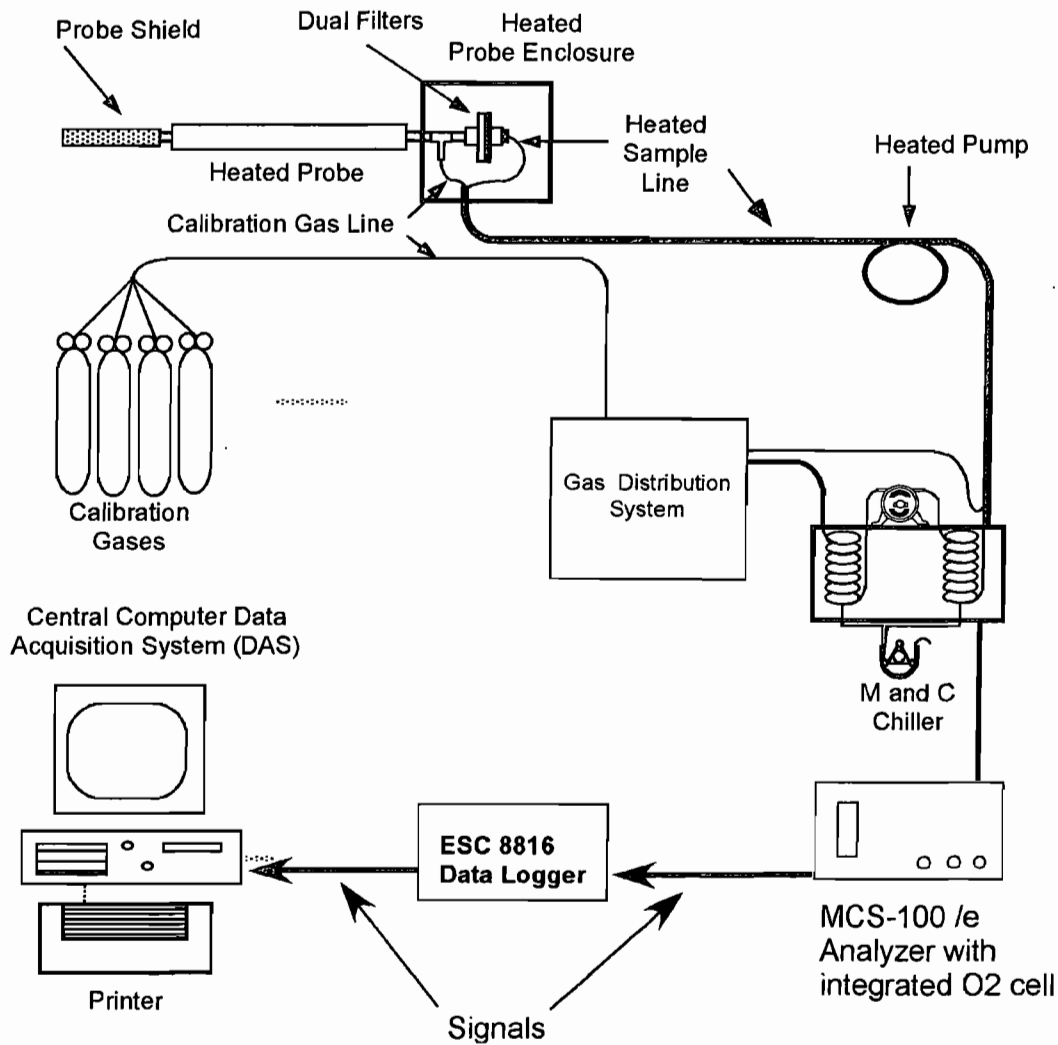 Probe Shield
Dual Filters
Heated
Probe Enclosure
Heated Probe
Heated
Sample
Line
Heated Pump
Calibration Gas Line
Calibration
Gases
Gas Distribution
System
M and C
Chiller
Central Computer Data
Acquisition System (DAS)
ESC 8816
Data Logger
MCS-100 /e
Analyzer with
integrated O2 cell
Printer
Signals